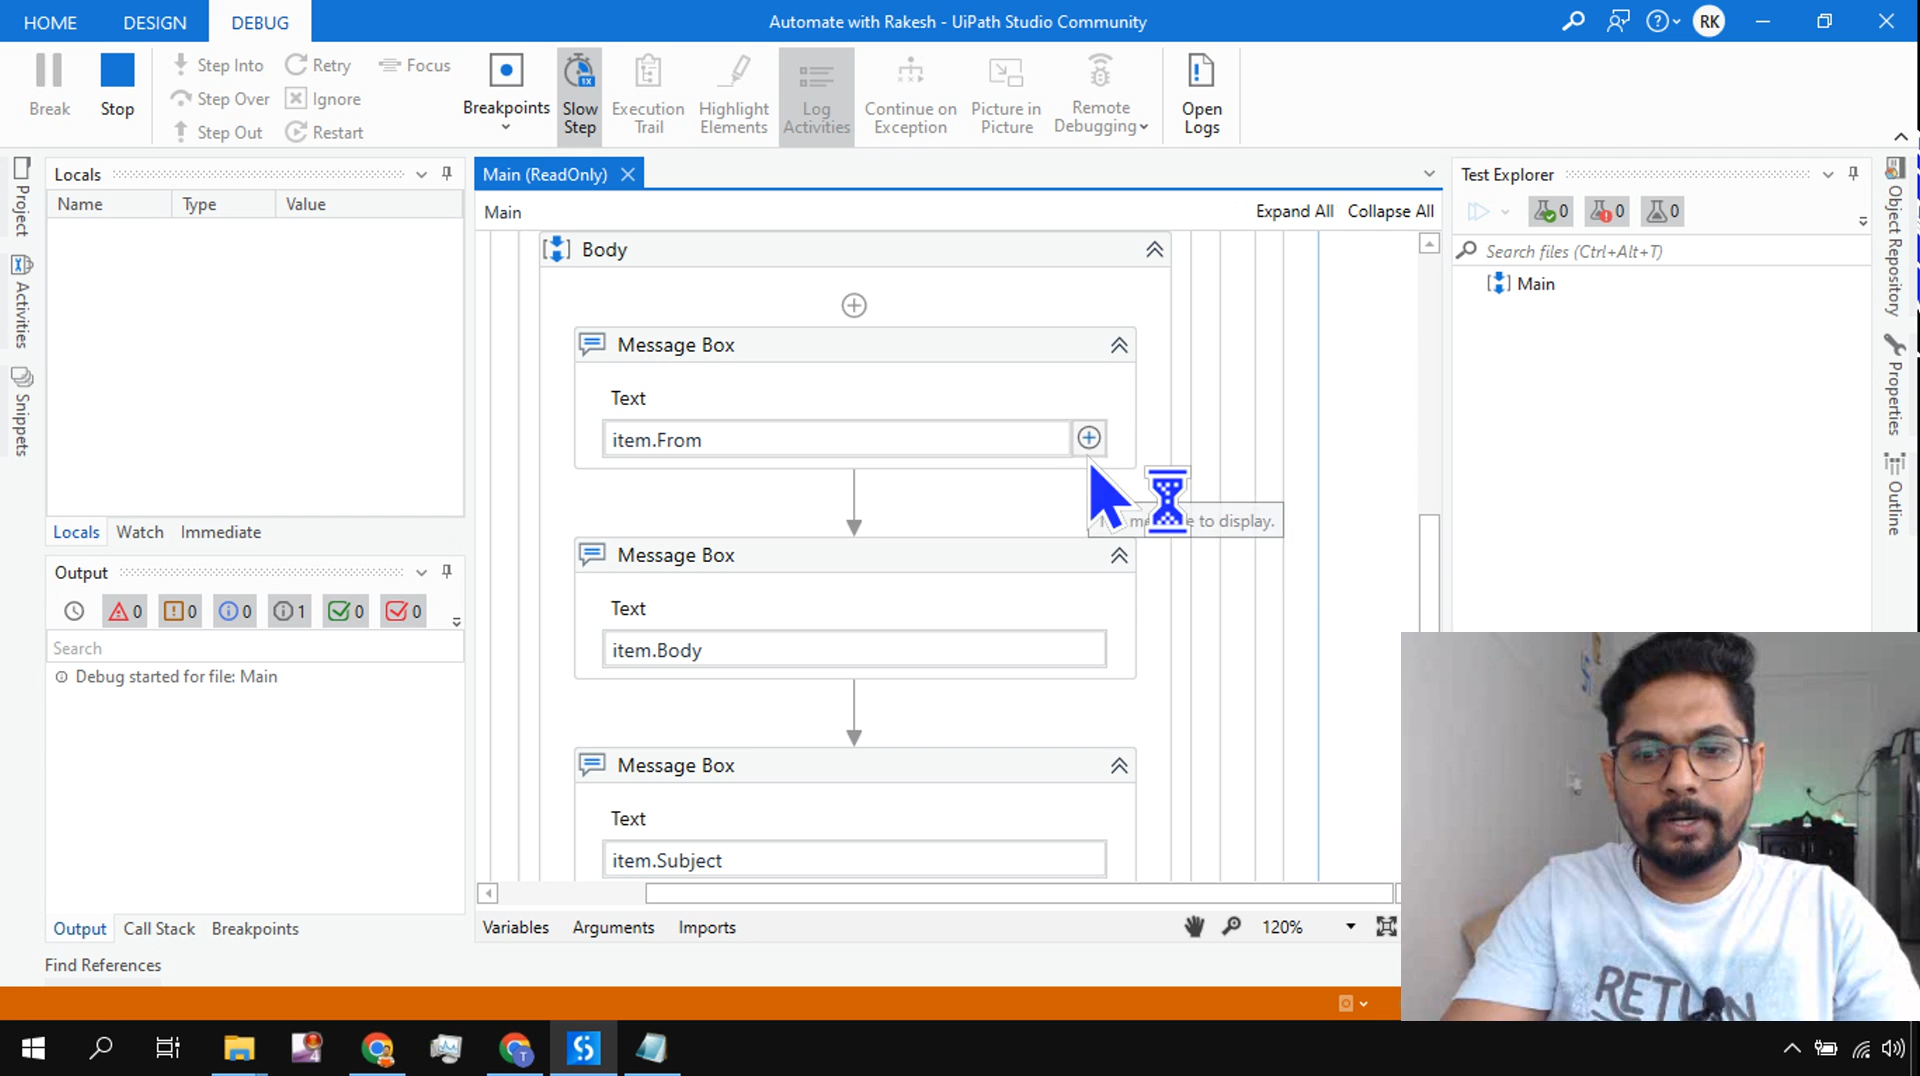 HOME DESIGN DEBUG Automate with Rakesh - UiPath Studio Community RK
Break Stop Step Into Retry Focus
Step Over Ignore
Step Out Restart
Breakpoints Slow Step 1X Execution Trail Highlight Elements Log Activities Continue on Exception Picture in Picture Remote Debugging Open Logs
Project
Activities
Snippets
Locals
Name Type Value
Locals Watch Immediate
Output
0 0 0 1 0 0
Search
Debug started for file: Main
Output Call Stack Breakpoints
Find References
Main (ReadOnly)
Main Expand All Collapse All
Body
Message Box
Text
item.From
to display.
Message Box
Text
item.Body
Message Box
Text
item.Subject
Variables Arguments Imports 120%
Test Explorer
0 0 0
Search files (Ctrl+Alt+T)
Main
Object Repository
Properties
Outline
4
T